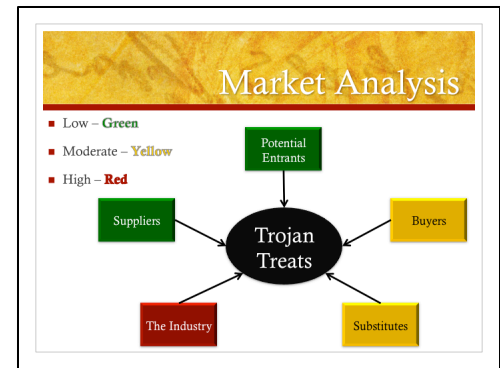 Market Analysis
Low – Green
Moderate – Yellow
High – Red
Potential
Entrants
Suppliers
Buyers
Trojan
Treats
The Industry
Substitutes